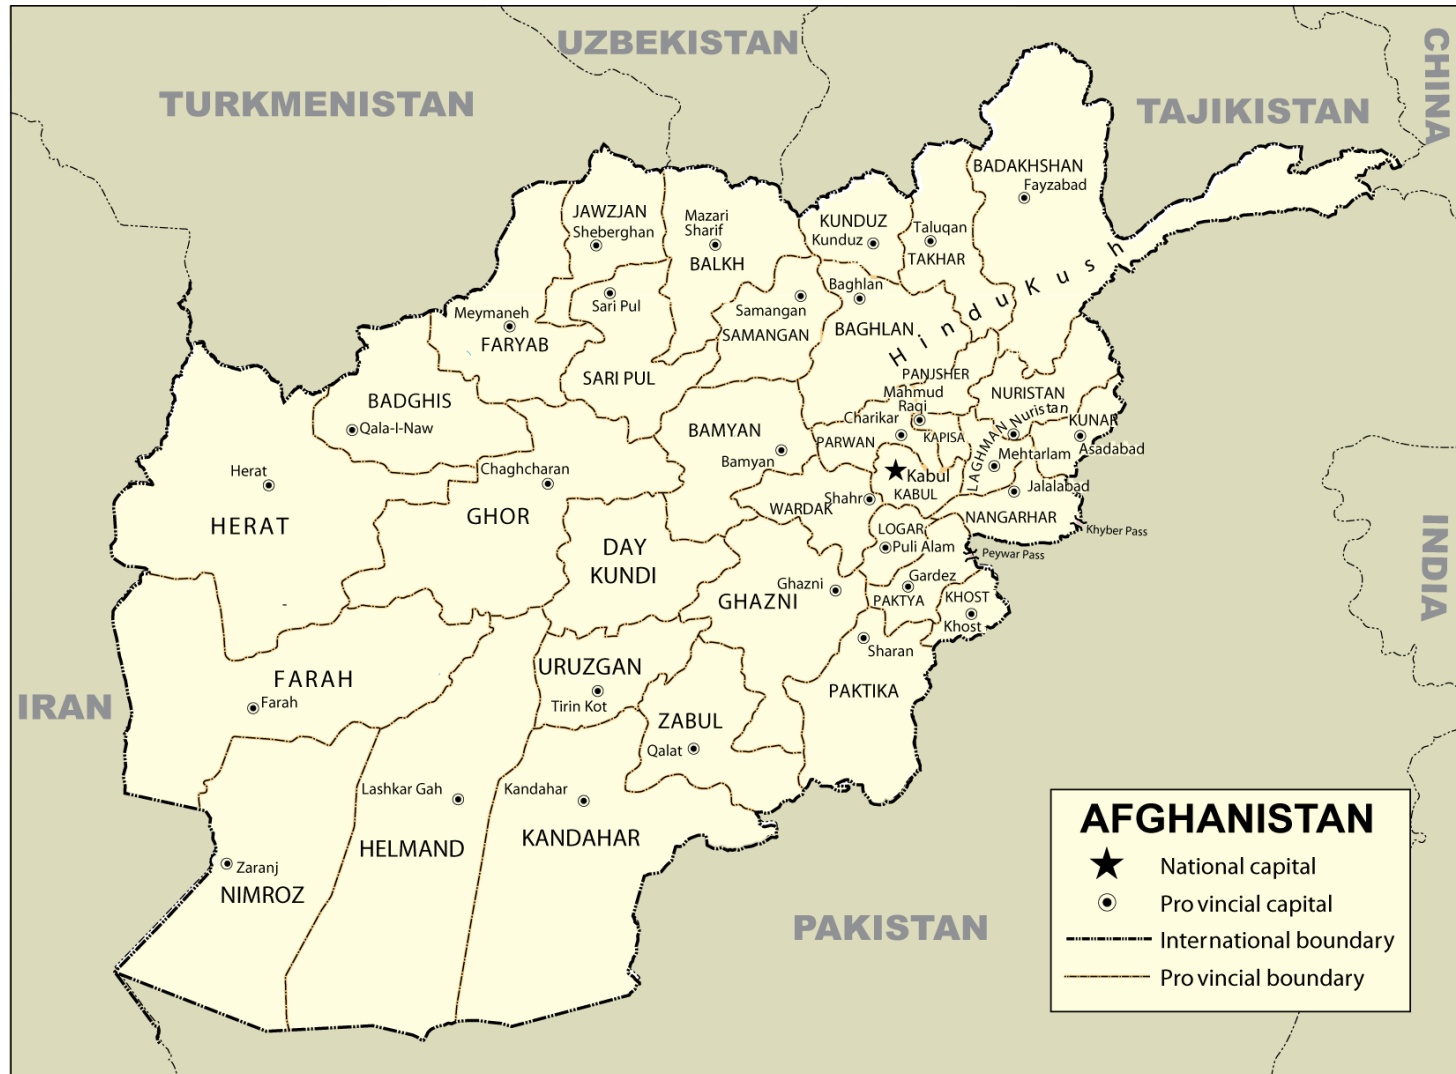 UZBEKISTAN
CHINA
TURKMENISTAN
TAJIKISTAN
BADAKHSHAN
Fayzabad
JAWZJAN
Sheberghan
Mazari
Sharif
BALKH
KUNDUZ
Kunduz
Taluqan
TAKHAR
Hindu Kush
Sari Pul
Samangan
SAMANGAN
Baghlan
BAGHLAN
Meymaneh
FARYAB
SARI PUL
PANJSHER
BADGHIS
Qala-I-Naw
BAMYAN
Bamyan
Mahmud
Raqi
Charikar
PARWAN
KAPISA
NURISTAN
Nuristan
LAGHMAN
KUNAR
Asadabad
Mehtarlam
Herat
HERAT
Chaghcharan
GHOR
Kabul
KABUL
Shahr
WARDAK
Jalalabad
NANGARHAR
Khyber Pass
LOGAR
Puli Alam
Peywar Pass
DAY
KUNDI
Ghazni
GHAZNI
Gardez
PAKTYA
KHOST
Khost
INDIA
FARAH
Farah
IRAN
URUZGAN
Tirin Kot
Sharan
PAKTIKA
ZABUL
Qalat
Lashkar Gah
HELMAND
Kandahar
KANDAHAR
Zaranj
NIMROZ
PAKISTAN
AFGHANISTAN
National capital
Provincial capital
International boundary
Provincial boundary